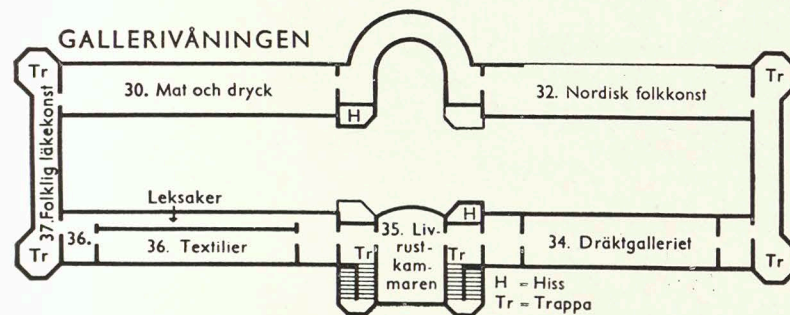 GALLERIVÅNINGEN
Tr
Tr
30. Mat och dryck
32. Nordisk folkkonst
H
37. Folklig läkekonst
Leksaker
H
36.
36. Textilier
35. Liv-
rust-
kam-
maren
34. Dräktgalleriet
Tr
Tr
Tr
Tr
H = Hiss
Tr = Trappa